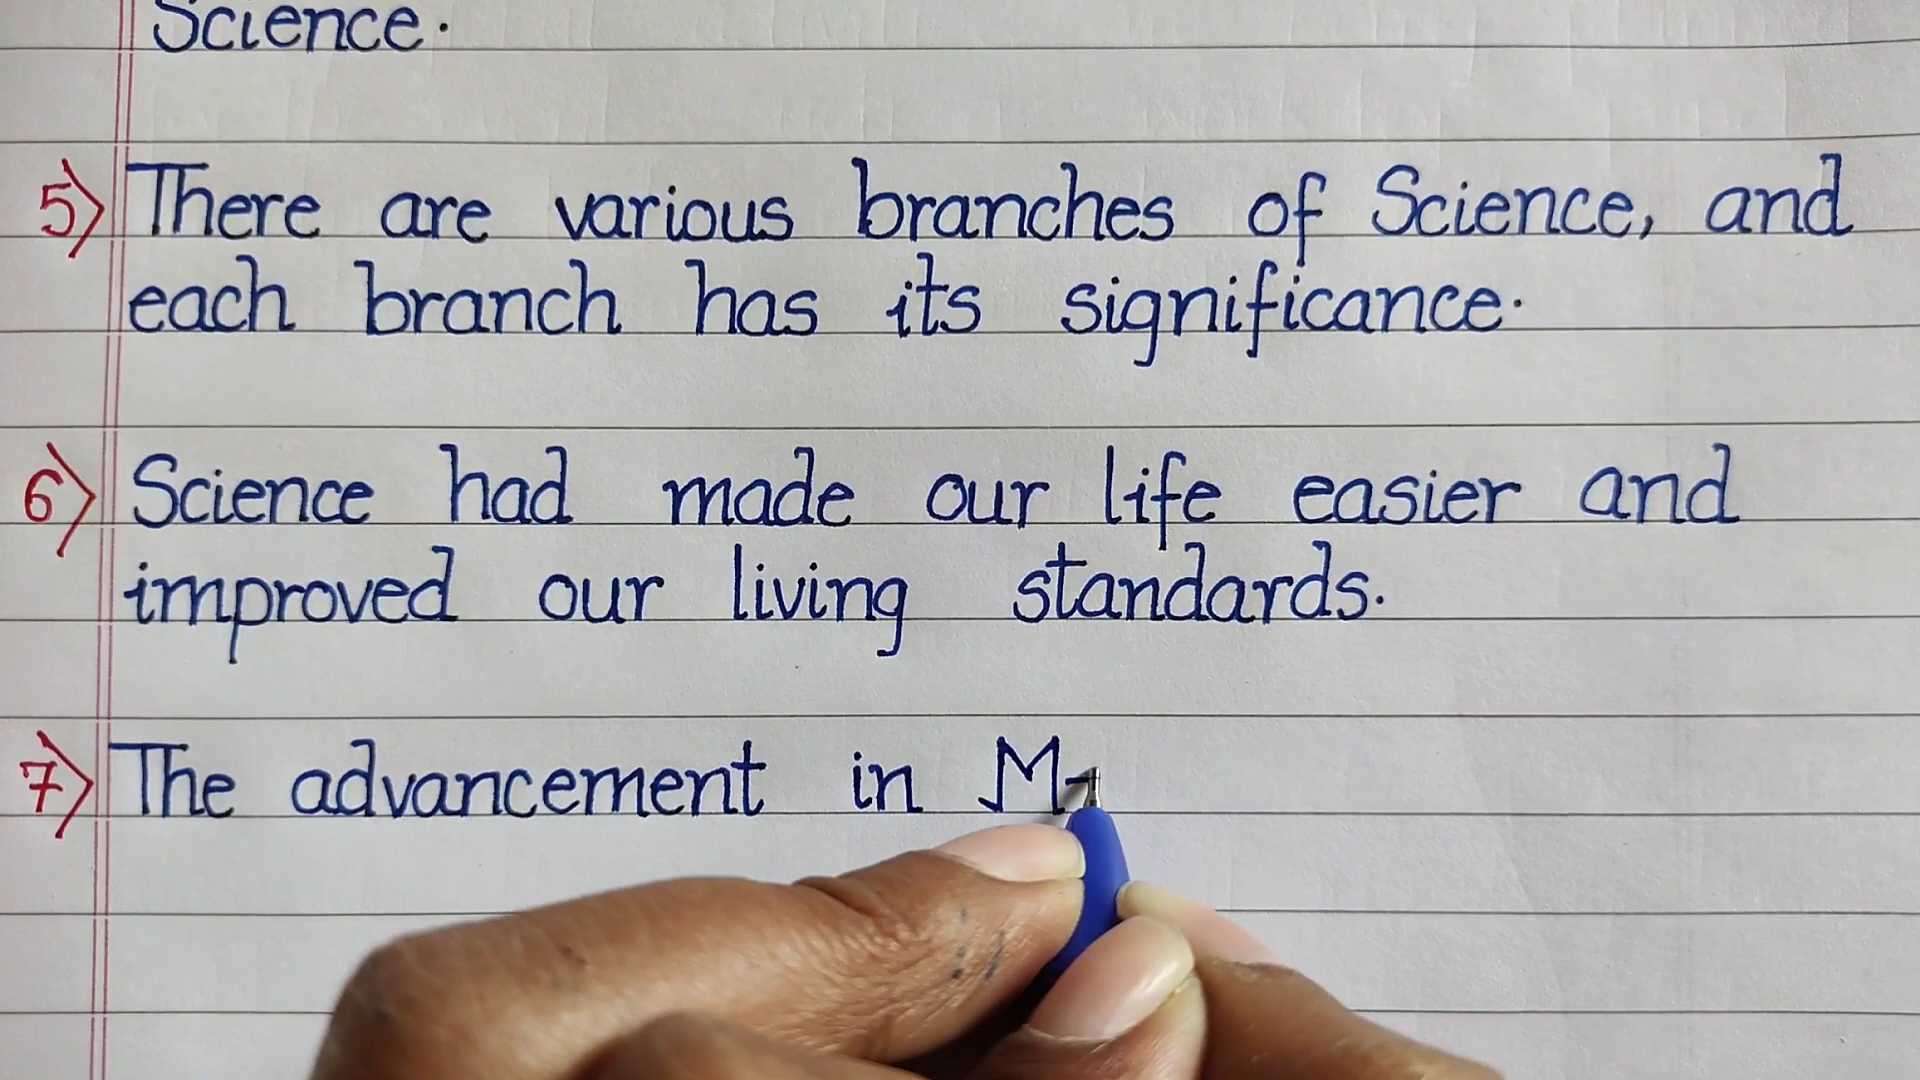 Science.
5) There are various branches of Science, and
each branch has its significance.
6) Science had made our life easier and
improved our living standards.
7) The advancement in M